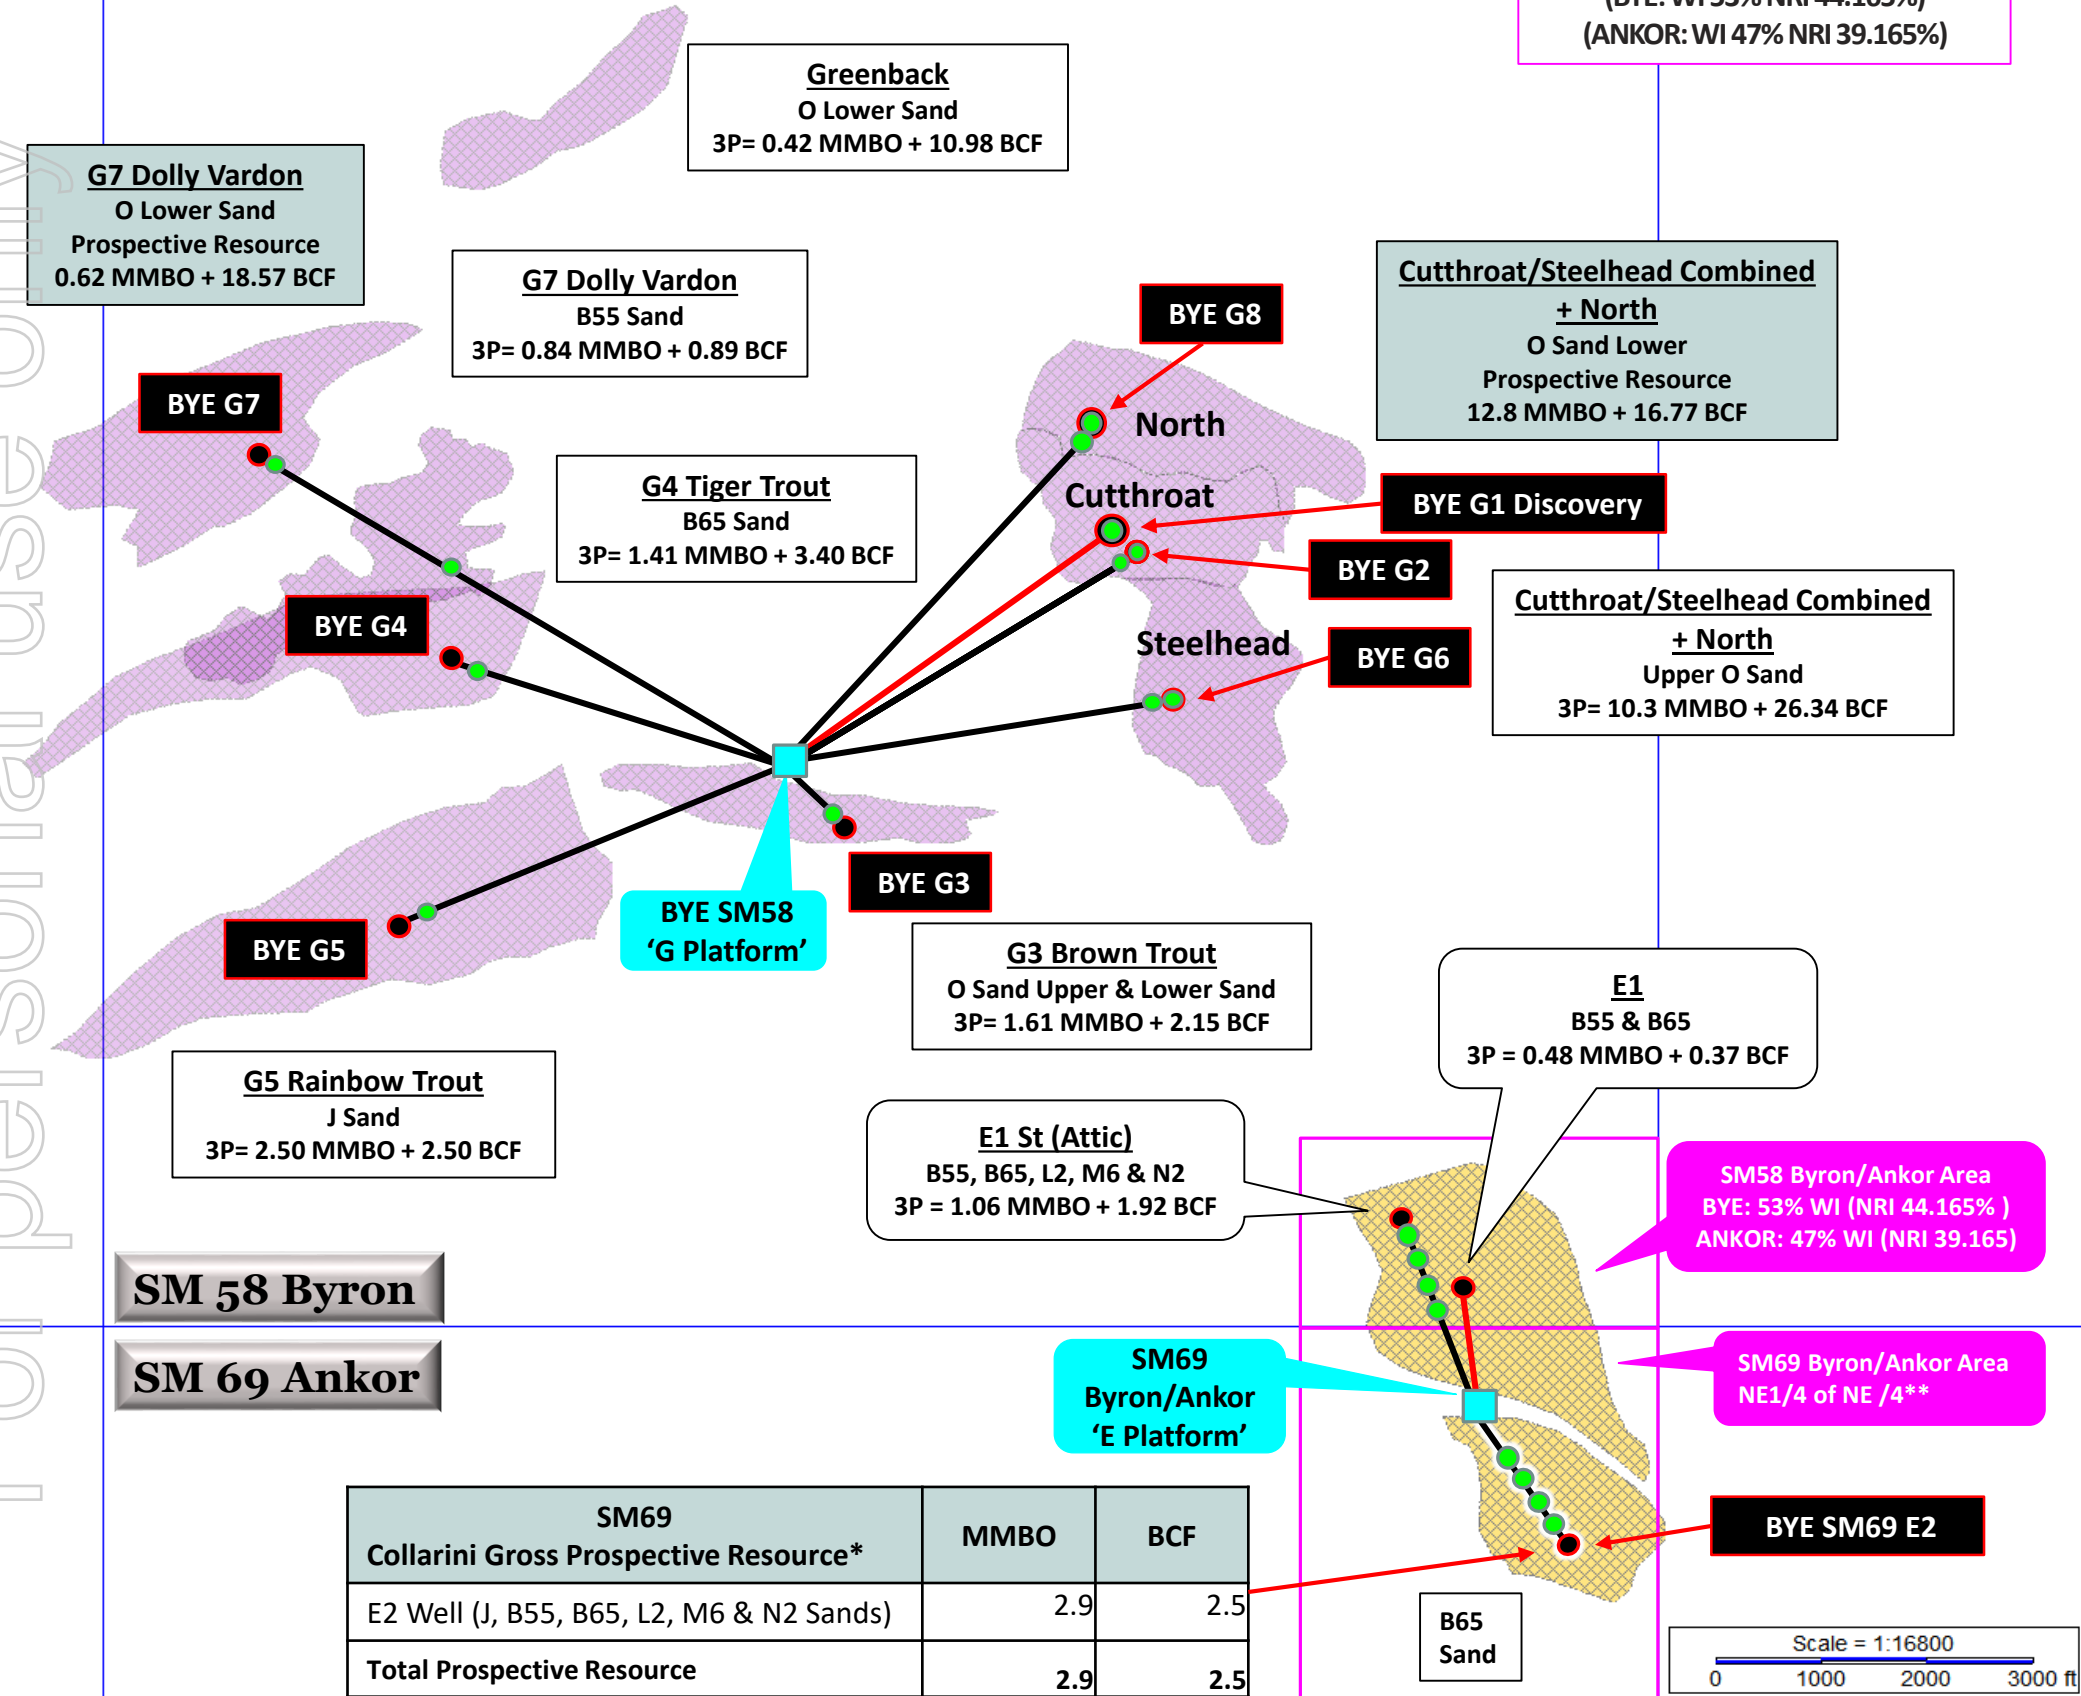 (BYE: WI 53% NRI 44.165%)
(ANKOR: WI 47% NRI 39.165%)
Greenback
O Lower Sand
3P= 0.42 MMBO + 10.98 BCF
G7 Dolly Vardon
O Lower Sand
Prospective Resource
0.62 MMBO + 18.57 BCF
G7 Dolly Vardon
B55 Sand
3P= 0.84 MMBO + 0.89 BCF
BYE G8
Cutthroat/Steelhead Combined
+ North
O Sand Lower
Prospective Resource
12.8 MMBO + 16.77 BCF
BYE G7
North
G4 Tiger Trout
B65 Sand
3P= 1.41 MMBO + 3.40 BCF
Cutthroat
BYE G1 Discovery
BYE G2
Cutthroat/Steelhead Combined
+ North
Upper O Sand
3P= 10.3 MMBO + 26.34 BCF
BYE G4
Steelhead
BYE G6
BYE G3
BYE SM58
‘G Platform’
BYE G5
G3 Brown Trout
O Sand Upper & Lower Sand
3P= 1.61 MMBO + 2.15 BCF
E1
B55 & B65
3P = 0.48 MMBO + 0.37 BCF
G5 Rainbow Trout
J Sand
3P= 2.50 MMBO + 2.50 BCF
E1 St (Attic)
B55, B65, L2, M6 & N2
3P = 1.06 MMBO + 1.92 BCF
SM58 Byron/Ankor Area
BYE: 53% WI (NRI 44.165% )
ANKOR: 47% WI (NRI 39.165)
SM 58 Byron
SM 69 Ankor
SM69
Byron/Ankor
‘E Platform’
SM69 Byron/Ankor Area
NE1/4 of NE /4**
SM69
Collarini Gross Prospective Resource* MMBO BCF
E2 Well (J, B55, B65, L2, M6 & N2 Sands) 2.9 2.5
Total Prospective Resource 2.9 2.5
BYE SM69 E2
B65
Sand
Scale = 1:16800
0 1000 2000 3000 ft
For personal use only